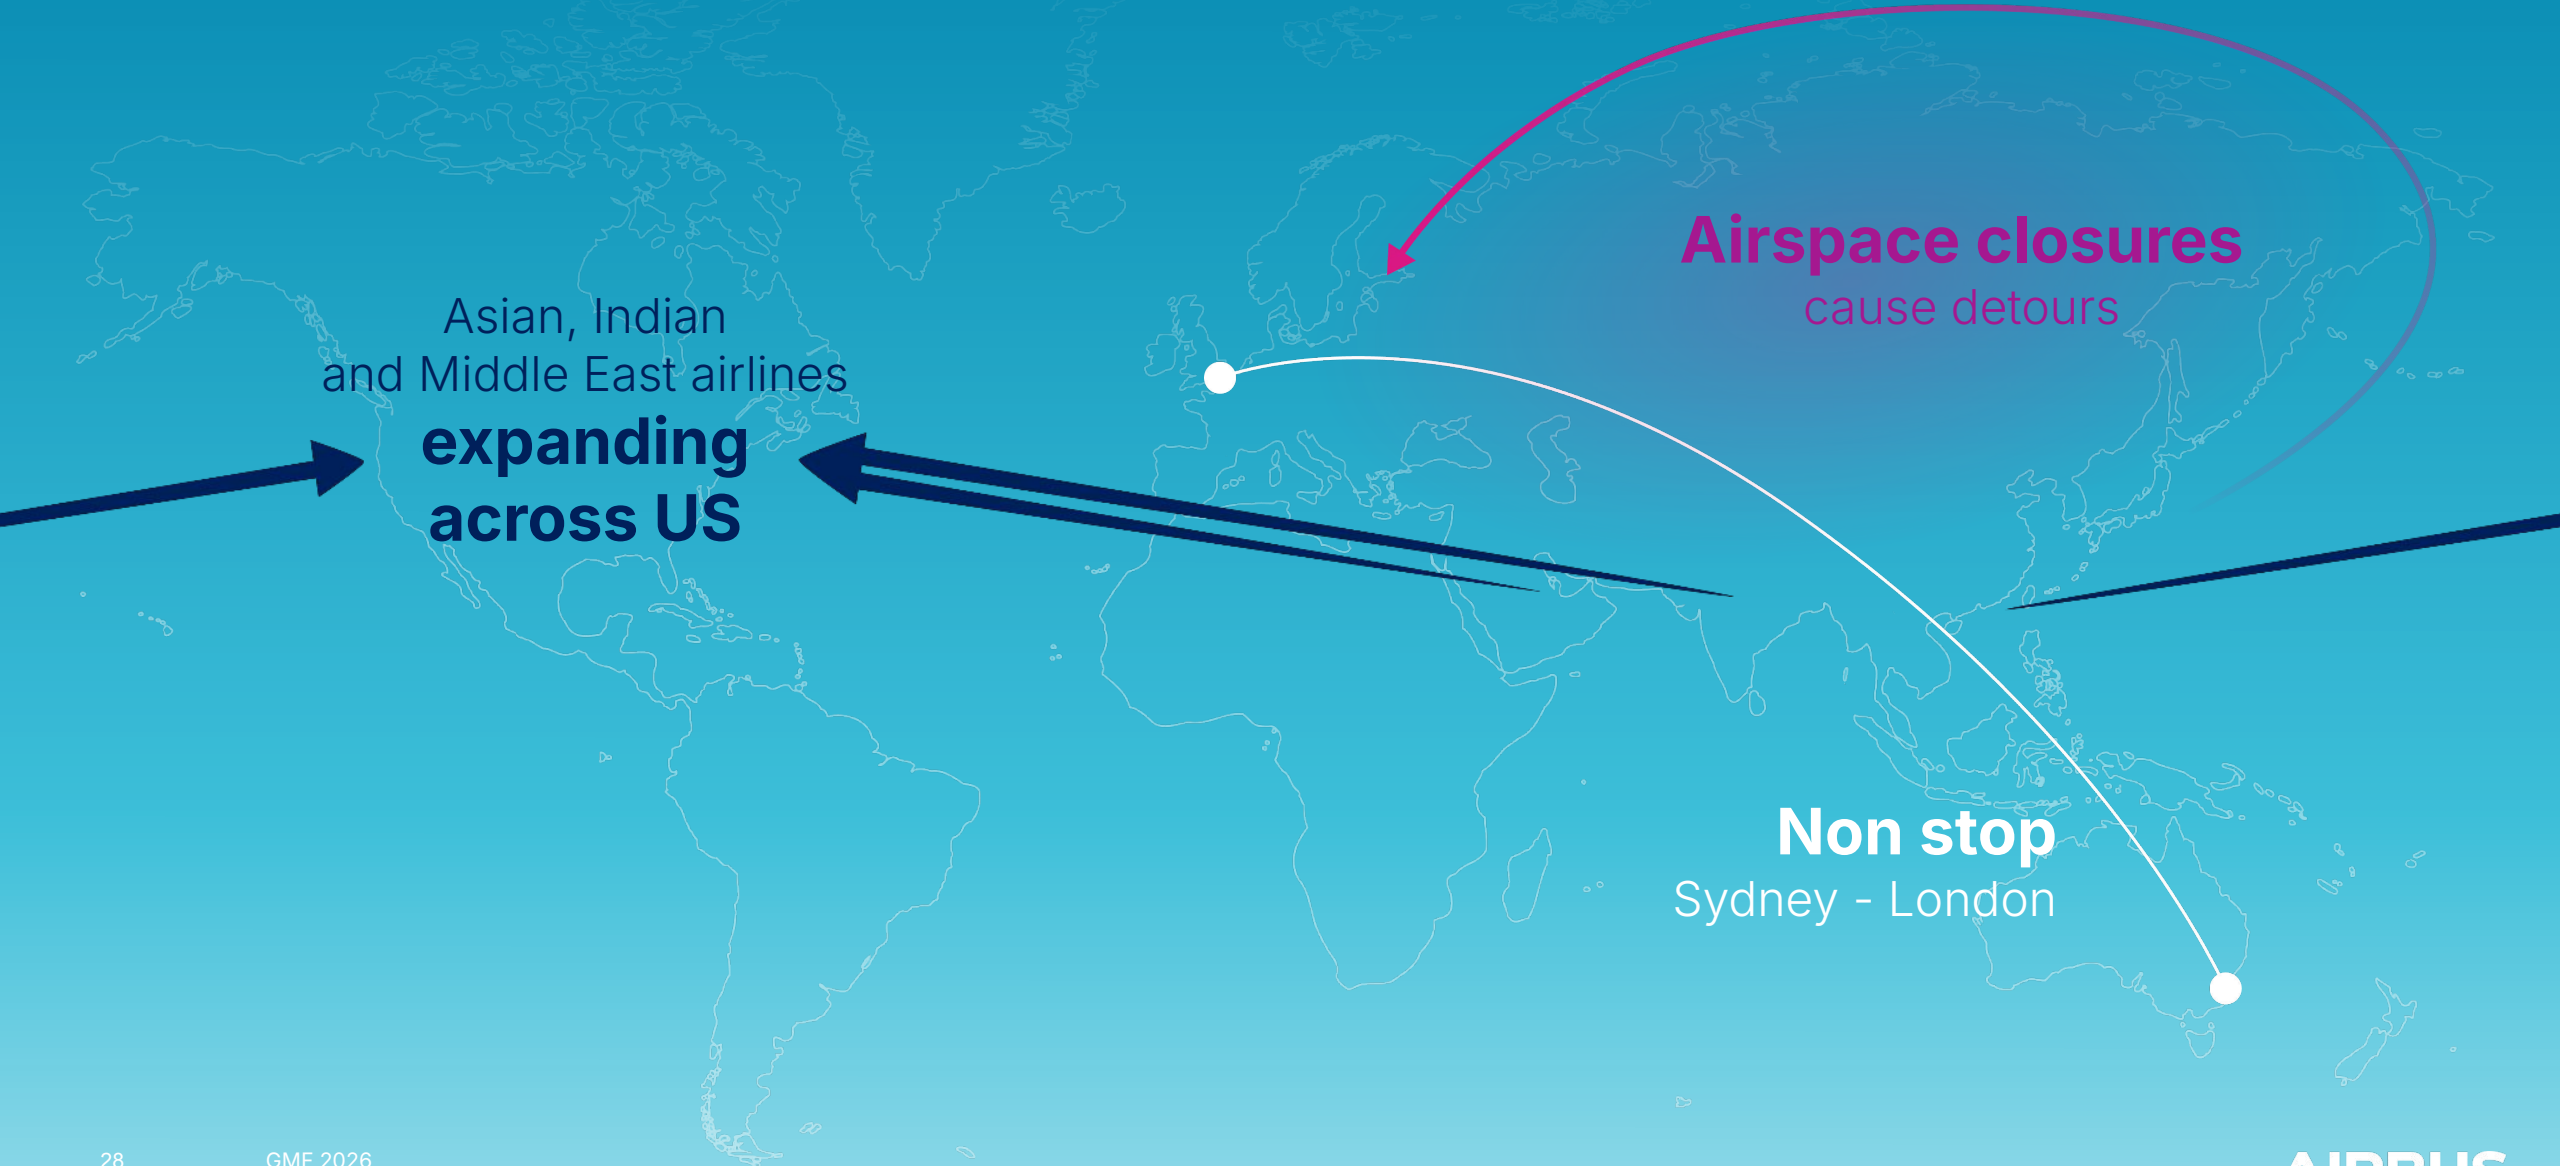 Airspace closures
cause detours
Asian, Indian
and Middle East airlines
expanding
across US
Non stop
Sydney - London
28
GMF 2026
AIRBUS